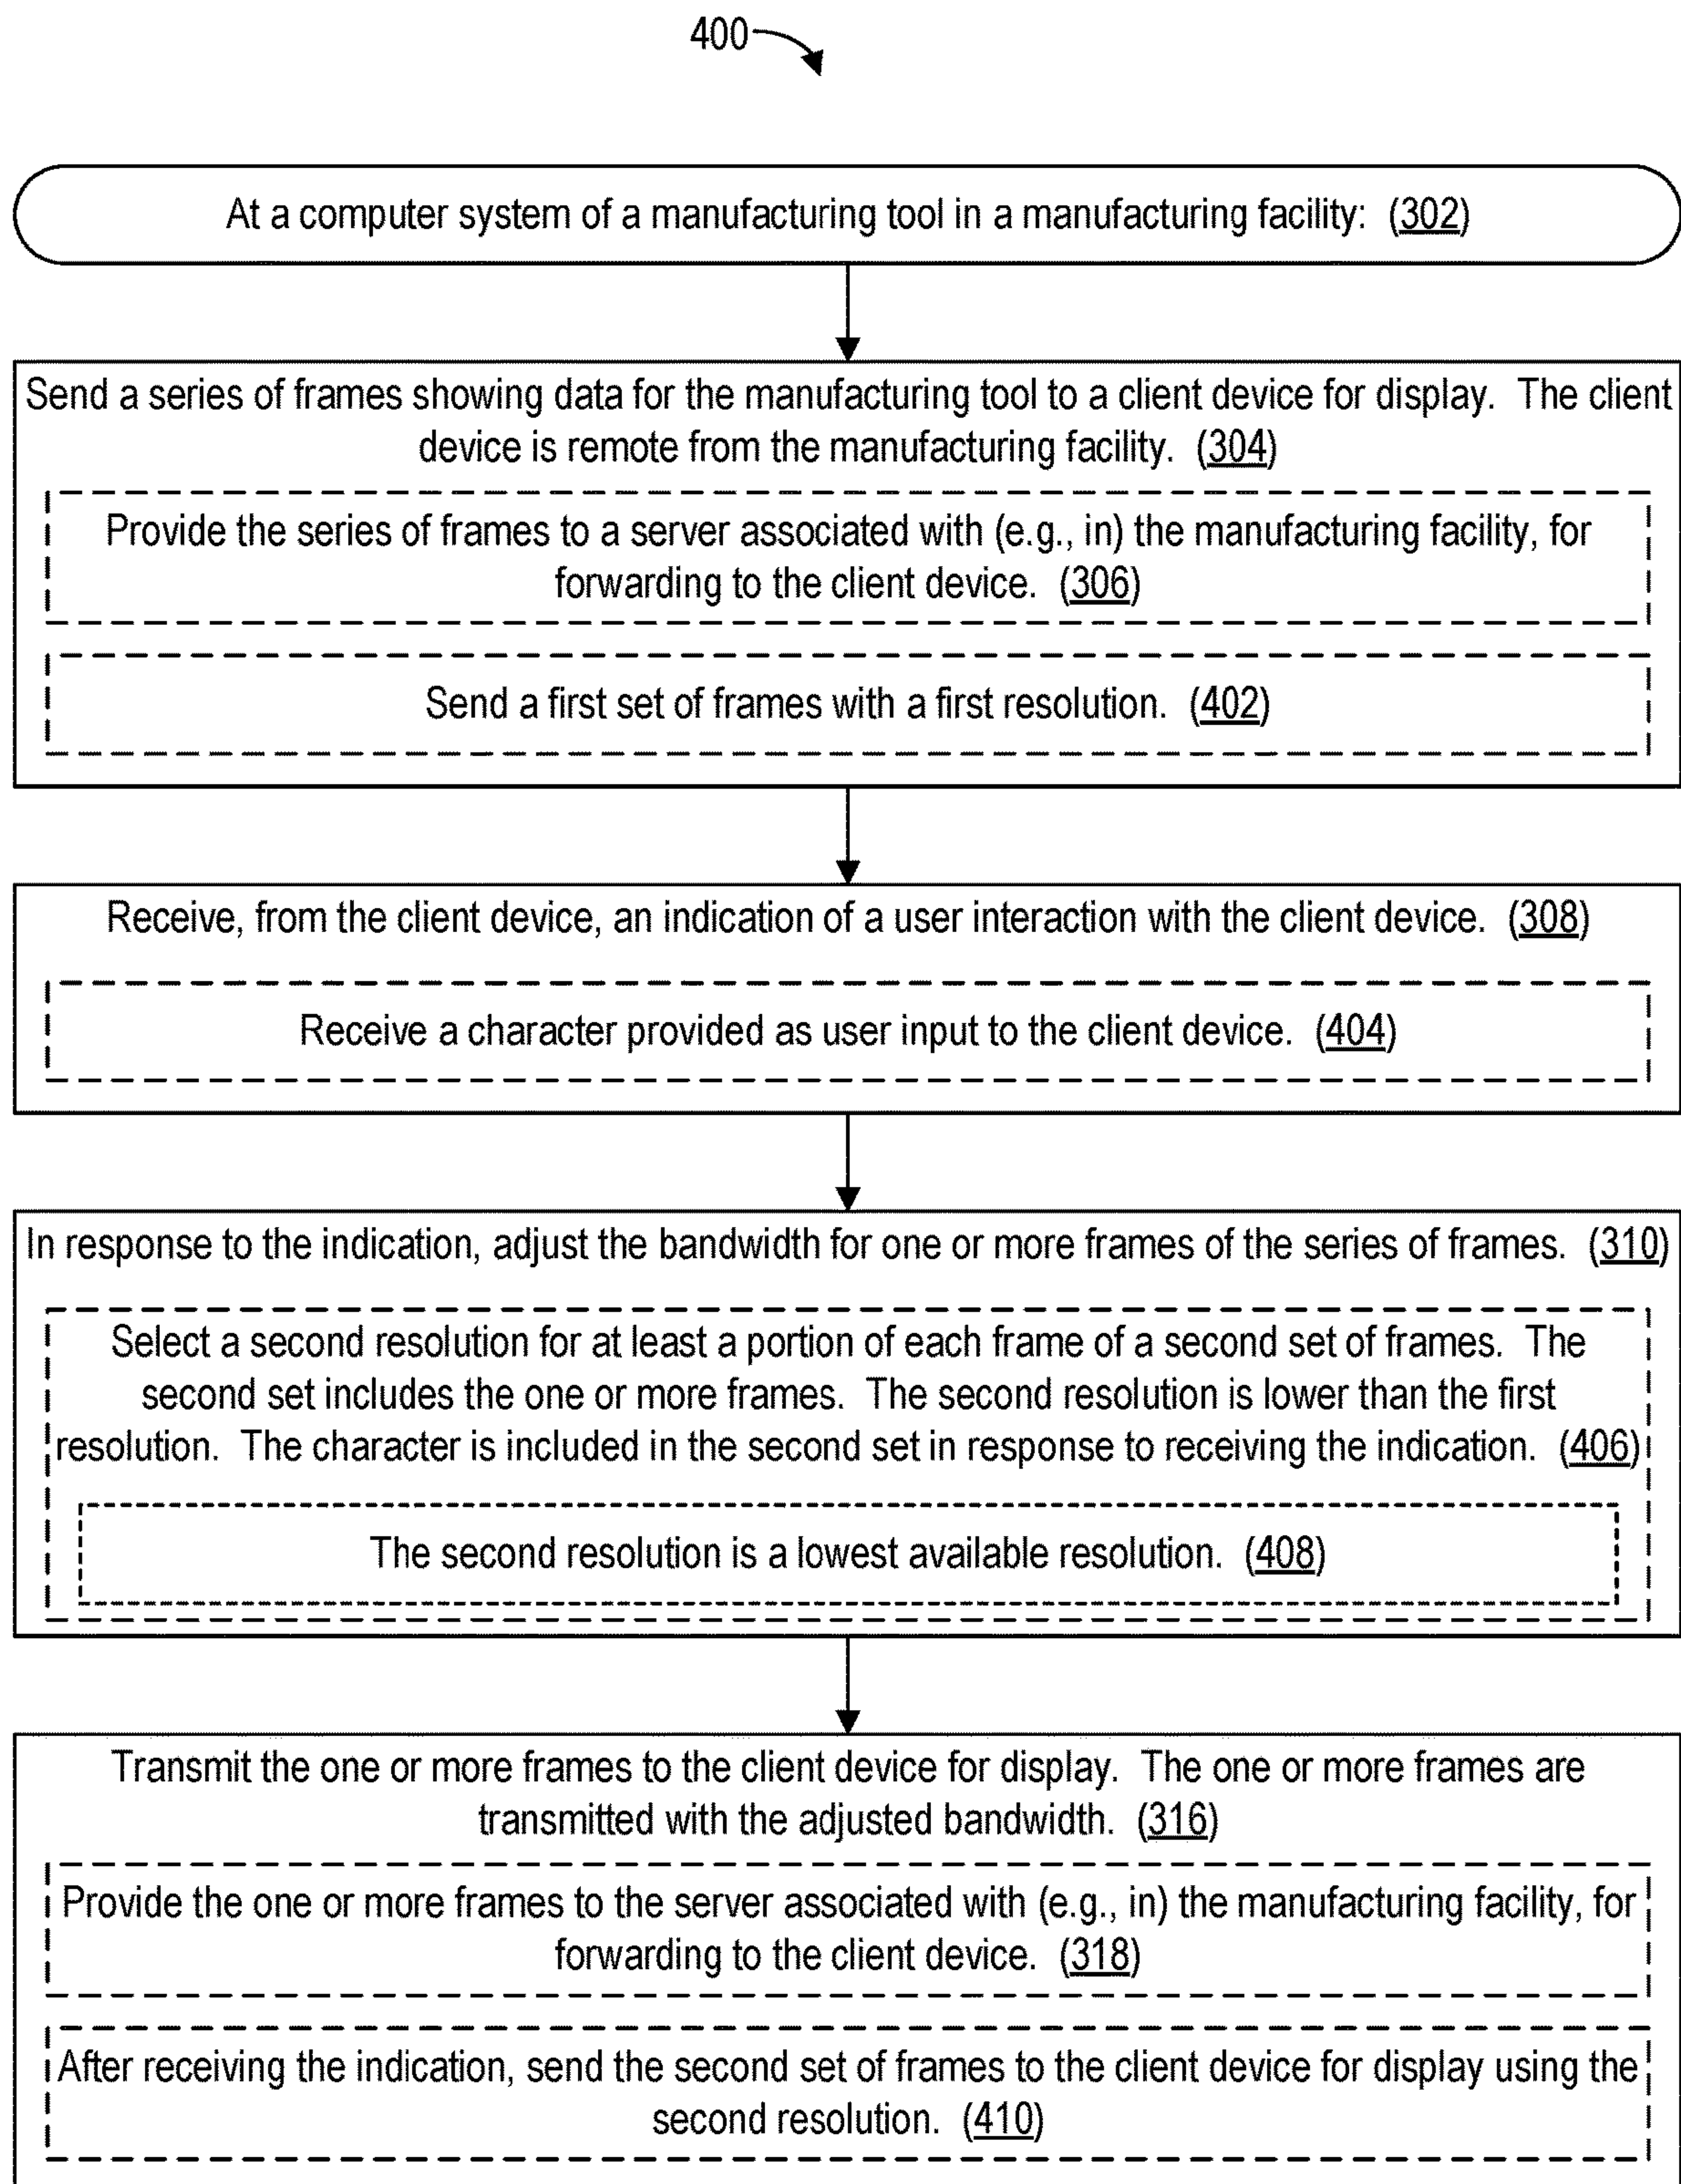 400
At a computer system of a manufacturing tool in a manufacturing facility: (302)
Send a series of frames showing data for the manufacturing tool to a client device for display. The client
device is remote from the manufacturing facility. (304)
Provide the series of frames to a server associated with (e.g., in) the manufacturing facility, for
forwarding to the client device. (306)
Send a first set of frames with a first resolution. (402)
Receive, from the client device, an indication of a user interaction with the client device. (308)
Receive a character provided as user input to the client device. (404)
In response to the indication, adjust the bandwidth for one or more frames of the series of frames. (310)
Select a second resolution for at least a portion of each frame of a second set of frames. The
second set includes the one or more frames. The second resolution is lower than the first
resolution. The character is included in the second set in response to receiving the indication. (406)
The second resolution is a lowest available resolution. (408)
Transmit the one or more frames to the client device for display. The one or more frames are
transmitted with the adjusted bandwidth. (316)
Provide the one or more frames to the server associated with (e.g., in) the manufacturing facility, for
forwarding to the client device. (318)
After receiving the indication, send the second set of frames to the client device for display using the
second resolution. (410)